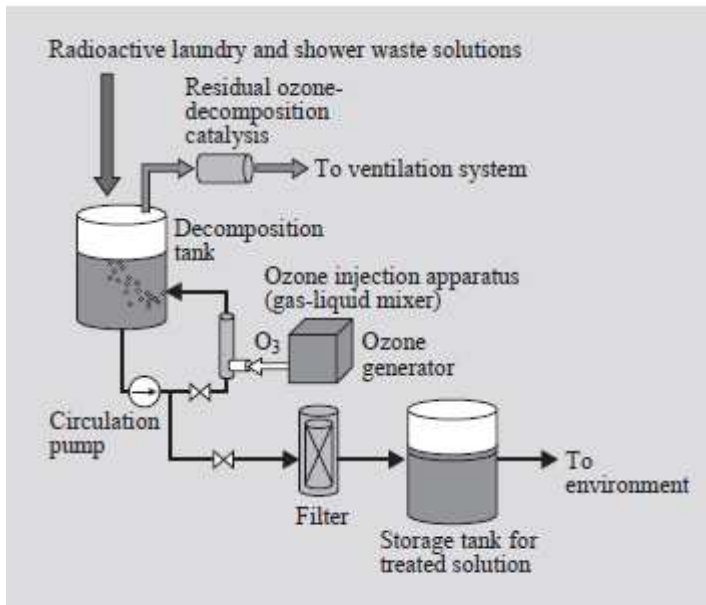 Radioactive laundry and shower waste solutions
Residual ozone-
decomposition
catalysis
To ventilation system
Decomposition
tank
Ozone injection apparatus
(gas-liquid mixer)
O3
Ozone
generator
Circulation
pump
To
environment
Filter
Storage tank for
treated solution